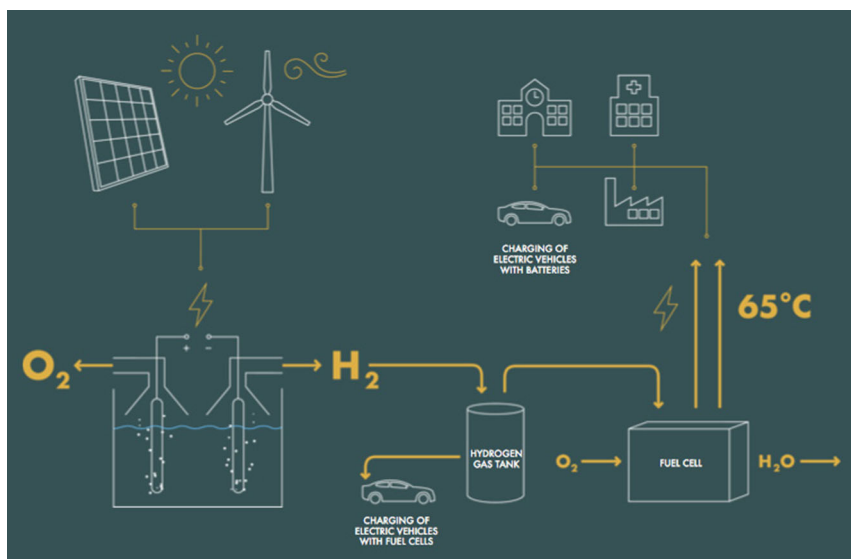 CHARGING OF
ELECTRIC VEHICLES
WITH BATTERIES
65°C
+ −
O₂
H₂
HYDROGEN
GAS TANK
O₂
FUEL CELL
H₂O
CHARGING OF
ELECTRIC VEHICLES
WITH FUEL CELLS